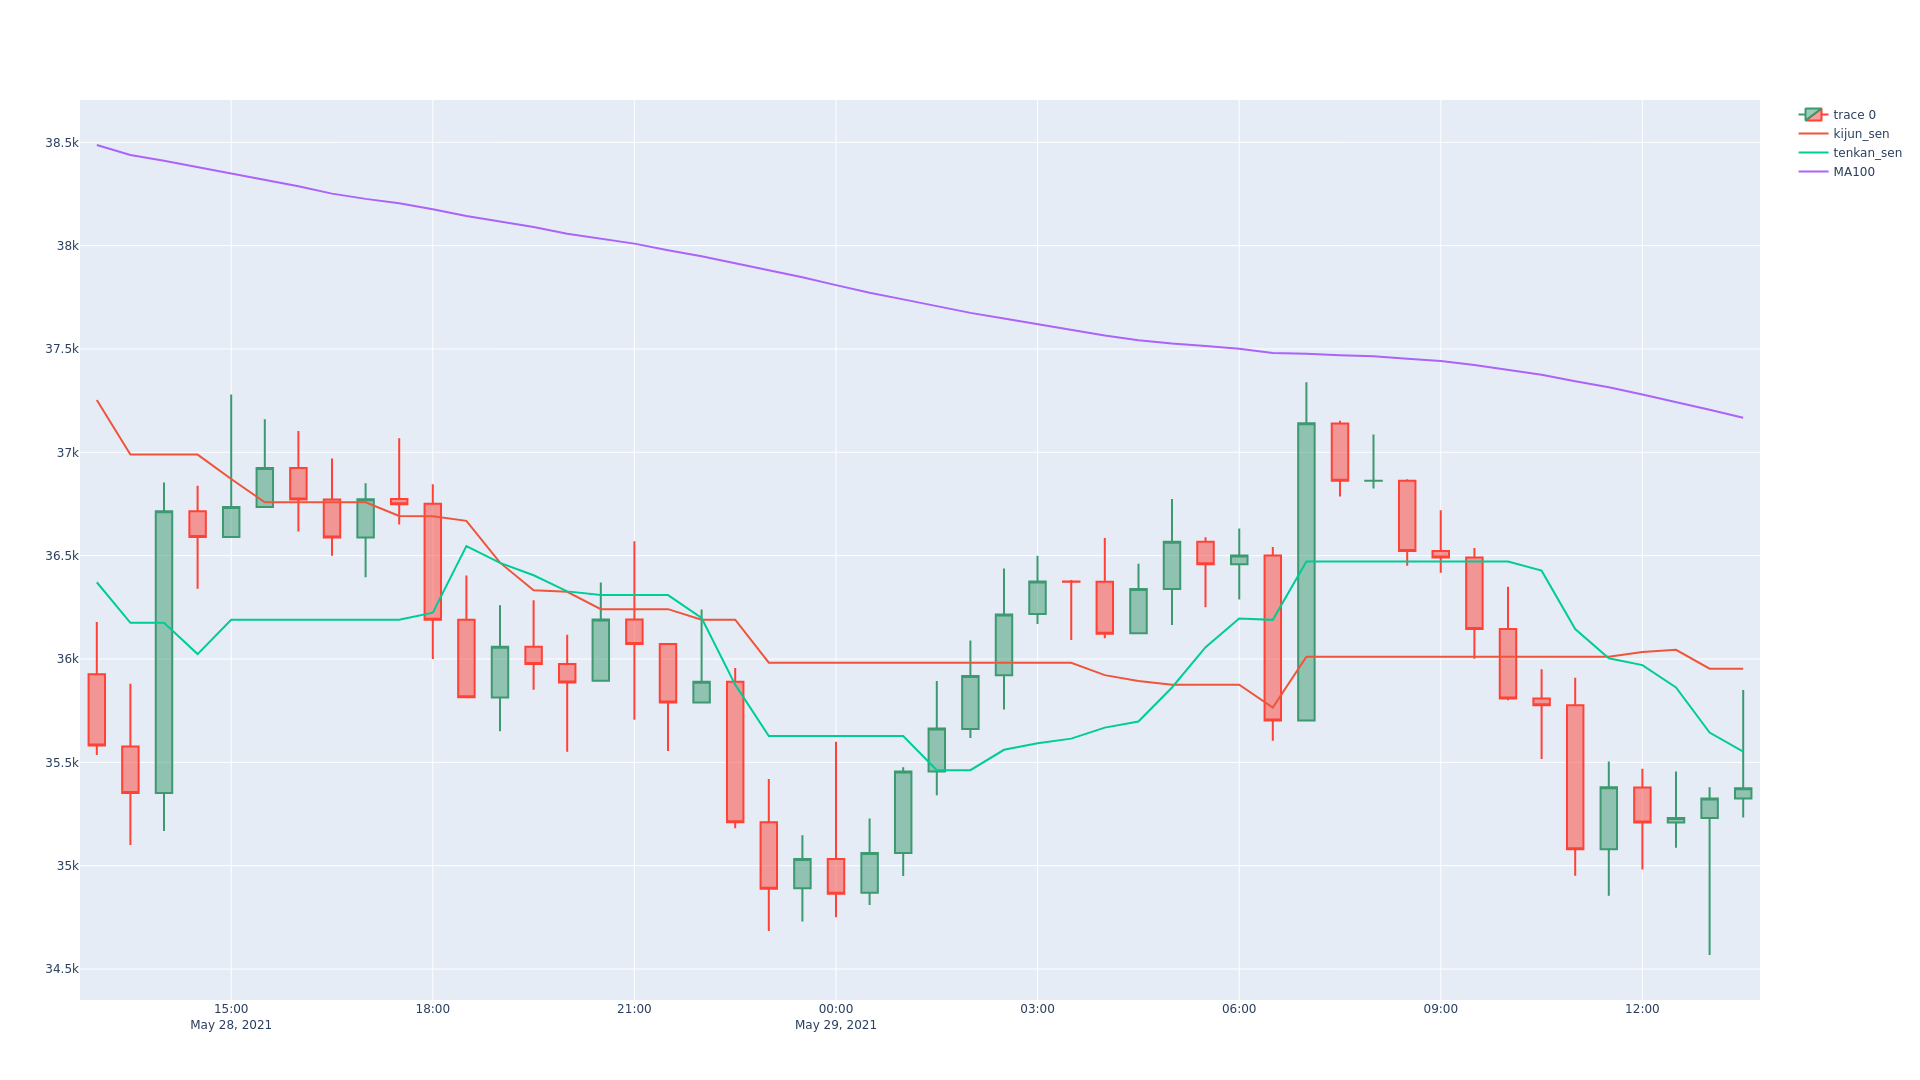 trace 0
kijun_sen
tenkan_sen
MA100
38.5k
38k
37.5k
37k
36.5k
36k
35.5k
35k
34.5k
15:00 18:00 21:00 00:00 03:00 06:00 09:00 12:00
May 28, 2021 May 29, 2021